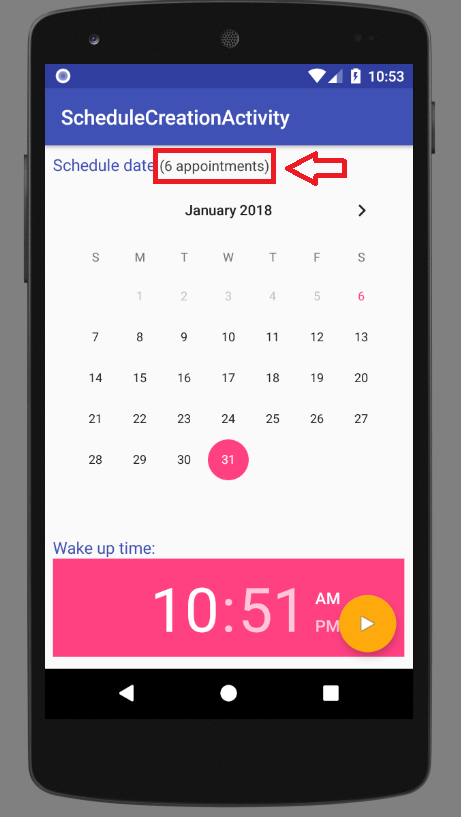 10:53
ScheduleCreationActivity
Schedule date (6 appointments)
January 2018
S M T W T F S
1 2 3 4 5 6
7 8 9 10 11 12 13
14 15 16 17 18 19 20
21 22 23 24 25 26 27
28 29 30 31
Wake up time:
10:51 AM
PM